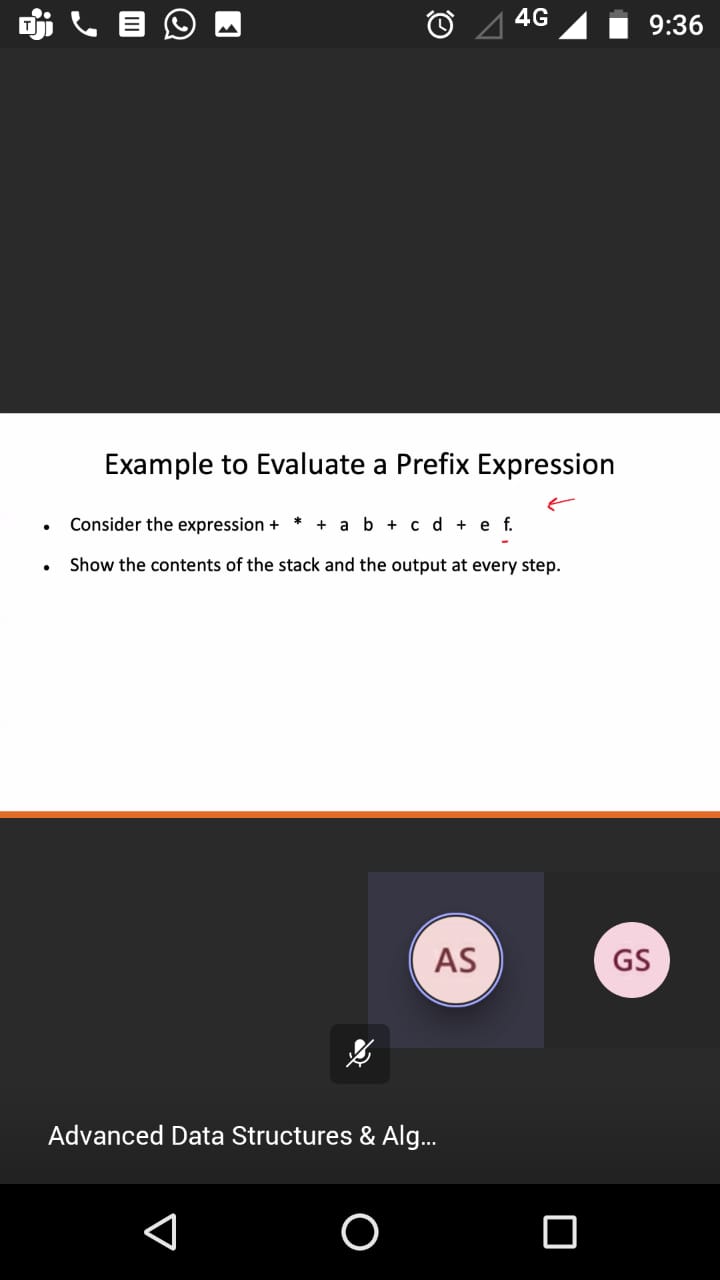 4G 9:36
Example to Evaluate a Prefix Expression
• Consider the expression + * + a b + c d + e f.
• Show the contents of the stack and the output at every step.
AS GS
Advanced Data Structures & Alg...